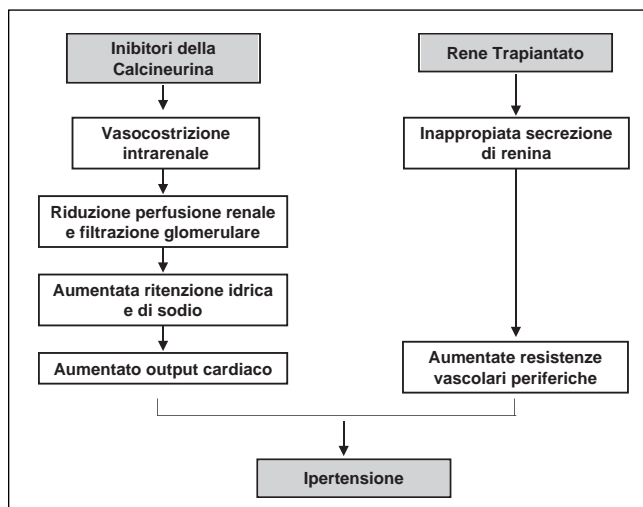 Inibitori della
Calcineurina
Vasocostrizione
intrarenale
Riduzione perfusione renale
e filtrazione glomerulare
Aumentata ritenzione idrica
e di sodio
Aumentato output cardiaco
Rene Trapiantato
Inappropiata secrezione
di renina
Aumentate resistenze
vascolari periferiche
Ipertensione